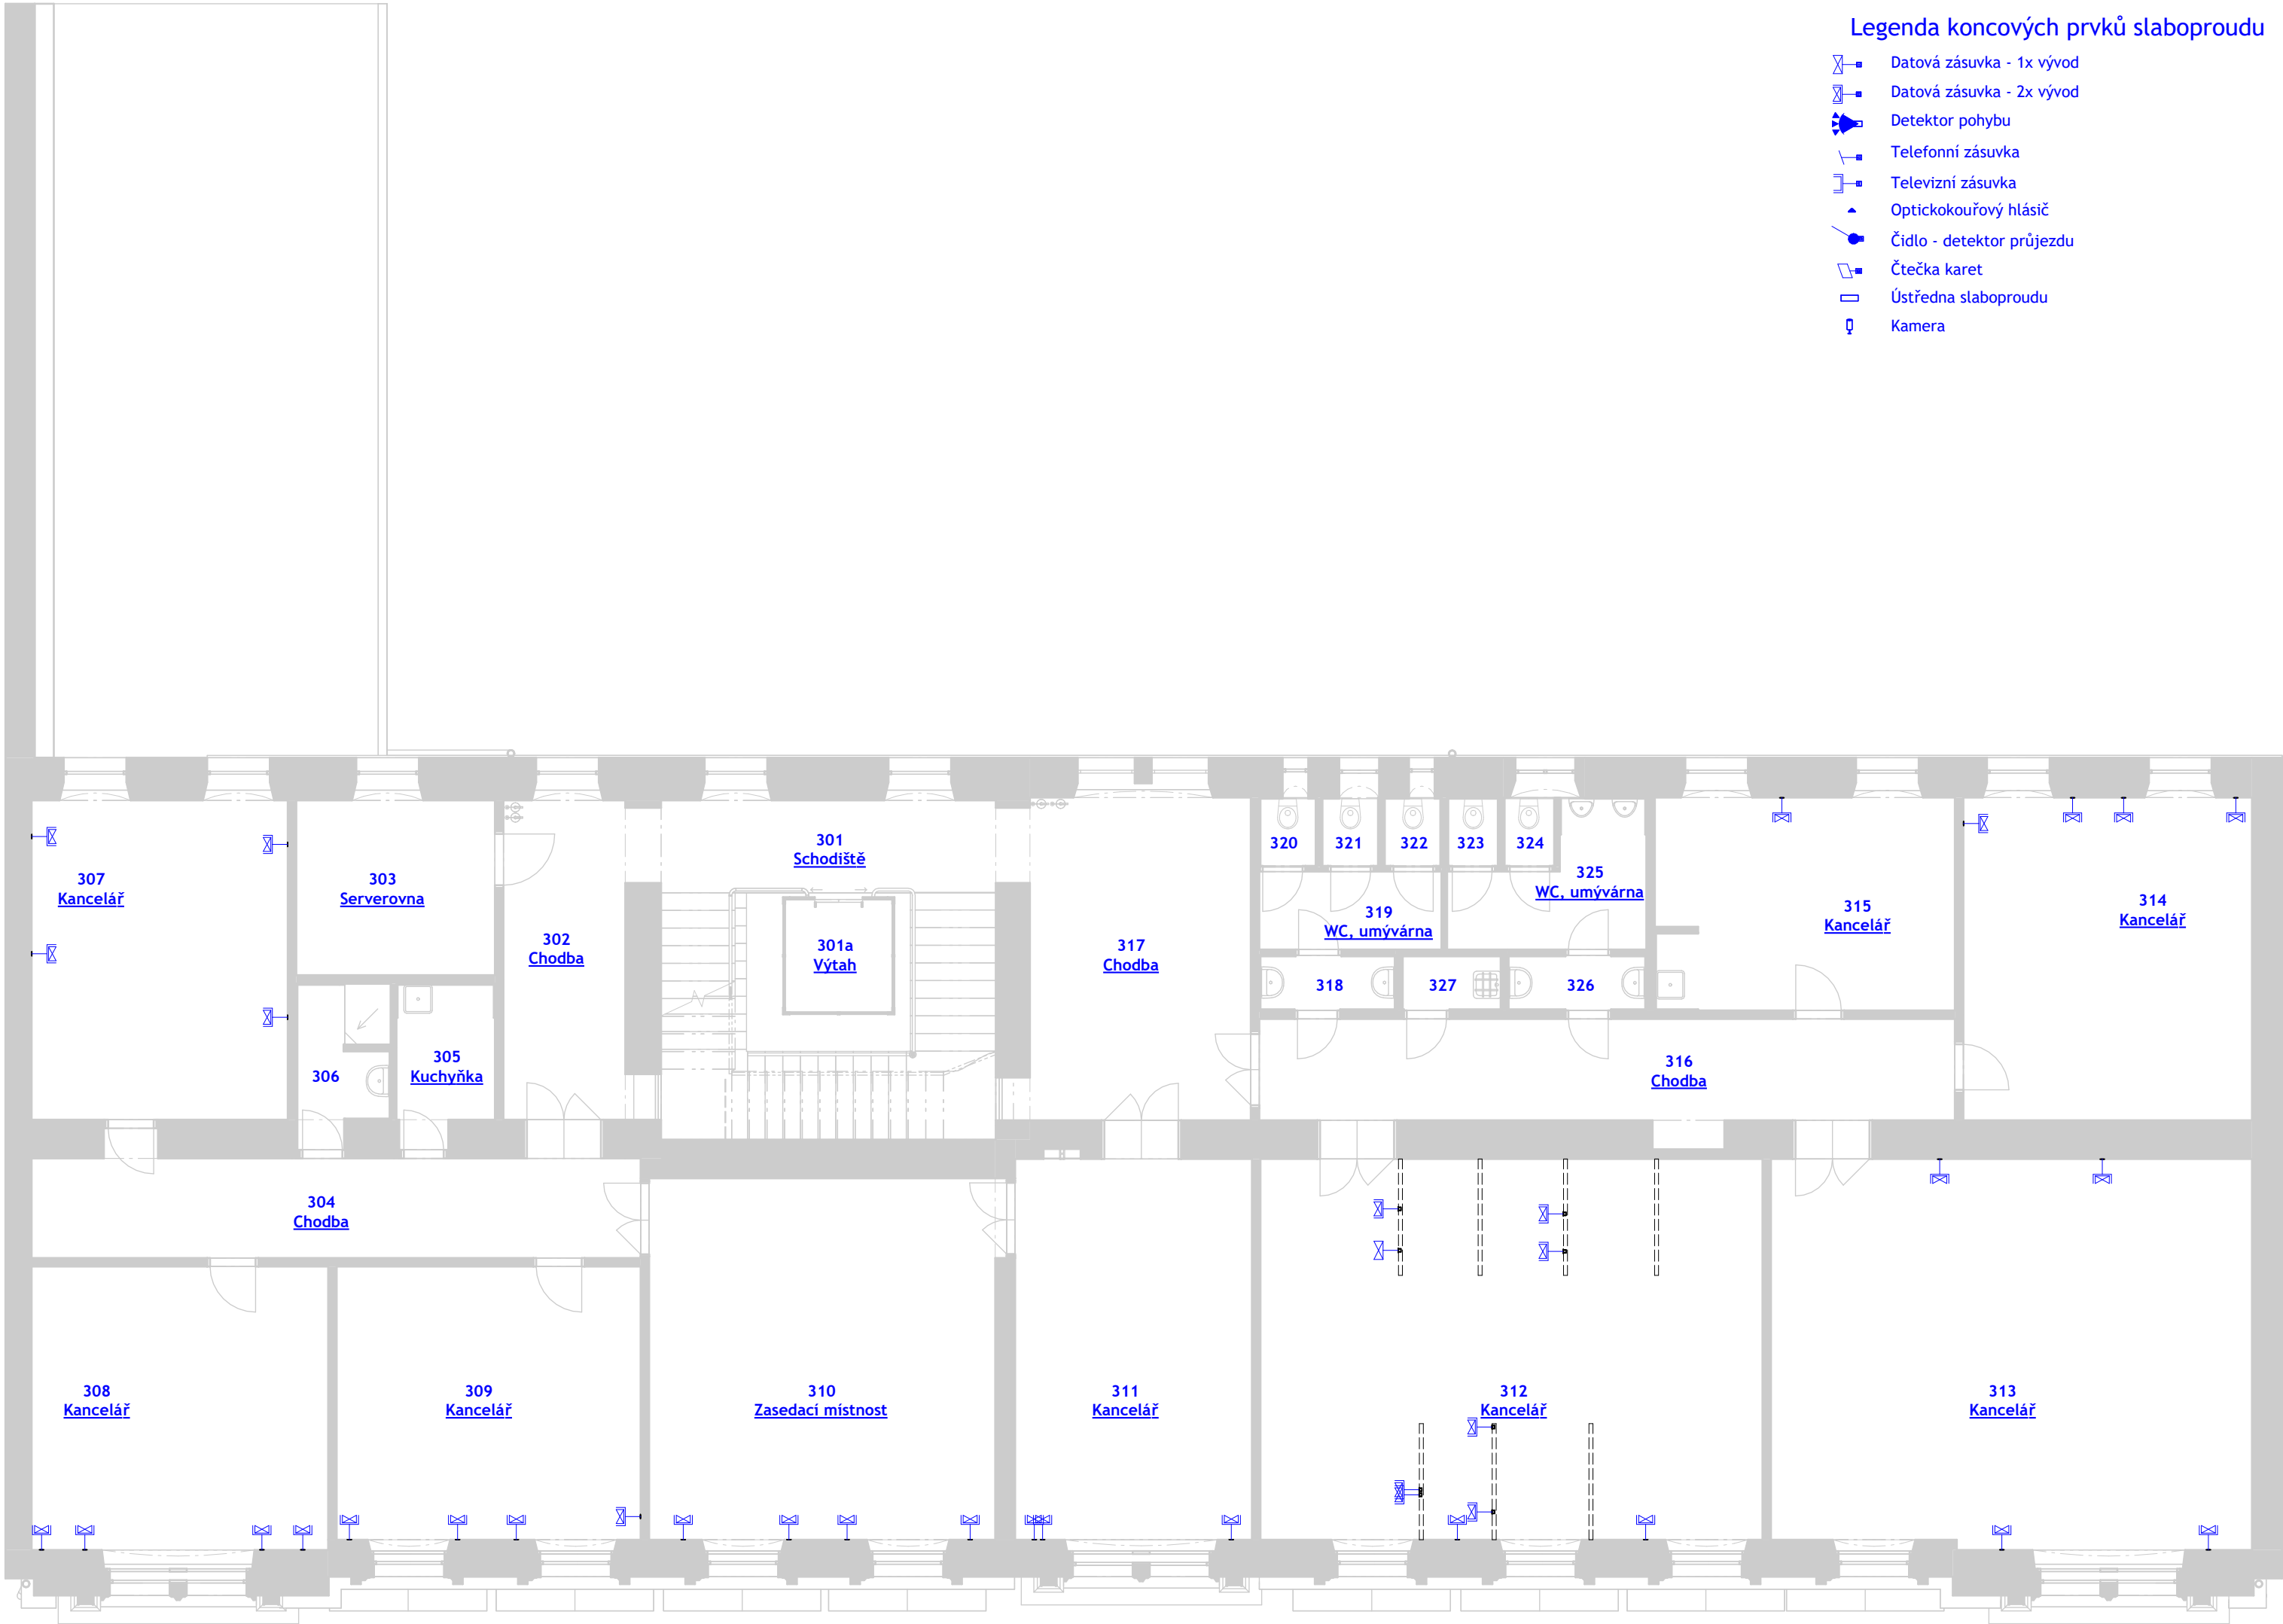 Legenda koncových prvků slaboproudu
Datová zásuvka - 1x vývod
Datová zásuvka - 2x vývod
Detektor pohybu
Telefonní zásuvka
Televizní zásuvka
Optickokouřový hlásič
Čidlo - detektor průjezdu
Čtečka karet
Ústředna slaboproudu
Kamera
307
Kancelář
303
Serverovna
302
Chodba
301
Schodiště
301a
Výtah
317
Chodba
320
321
322
323
324
325
WC, umývárna
319
WC, umývárna
318
327
326
315
Kancelář
314
Kancelář
306
305
Kuchyňka
316
Chodba
304
Chodba
308
Kancelář
309
Kancelář
310
Zasedací místnost
311
Kancelář
312
Kancelář
313
Kancelář